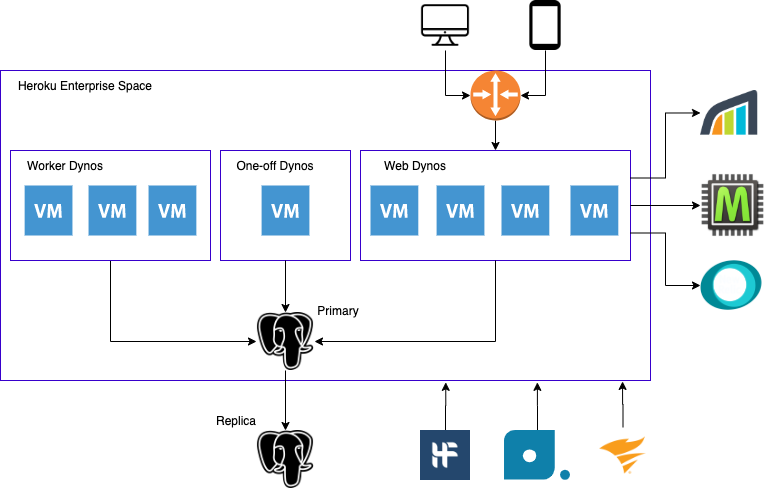 Heroku Enterprise Space
Worker Dynos
One-off Dynos
Web Dynos
VM
VM
VM
VM
VM
VM
VM
VM
M
Primary
Replica
HF